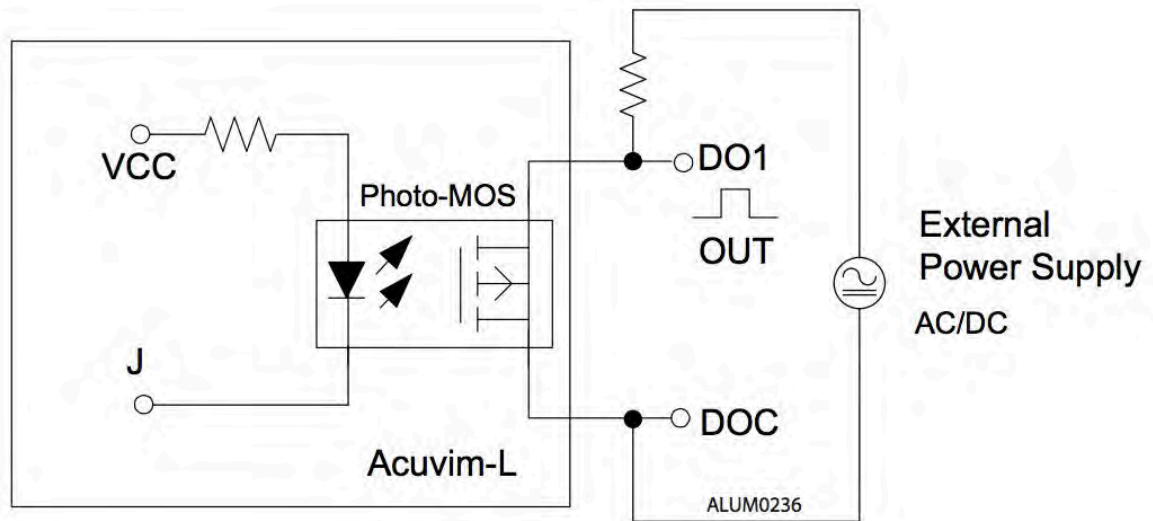 VCC
Photo-MOS
DO1
OUT
External
Power Supply
AC/DC
J
DOC
Acuvim-L
ALUM0236